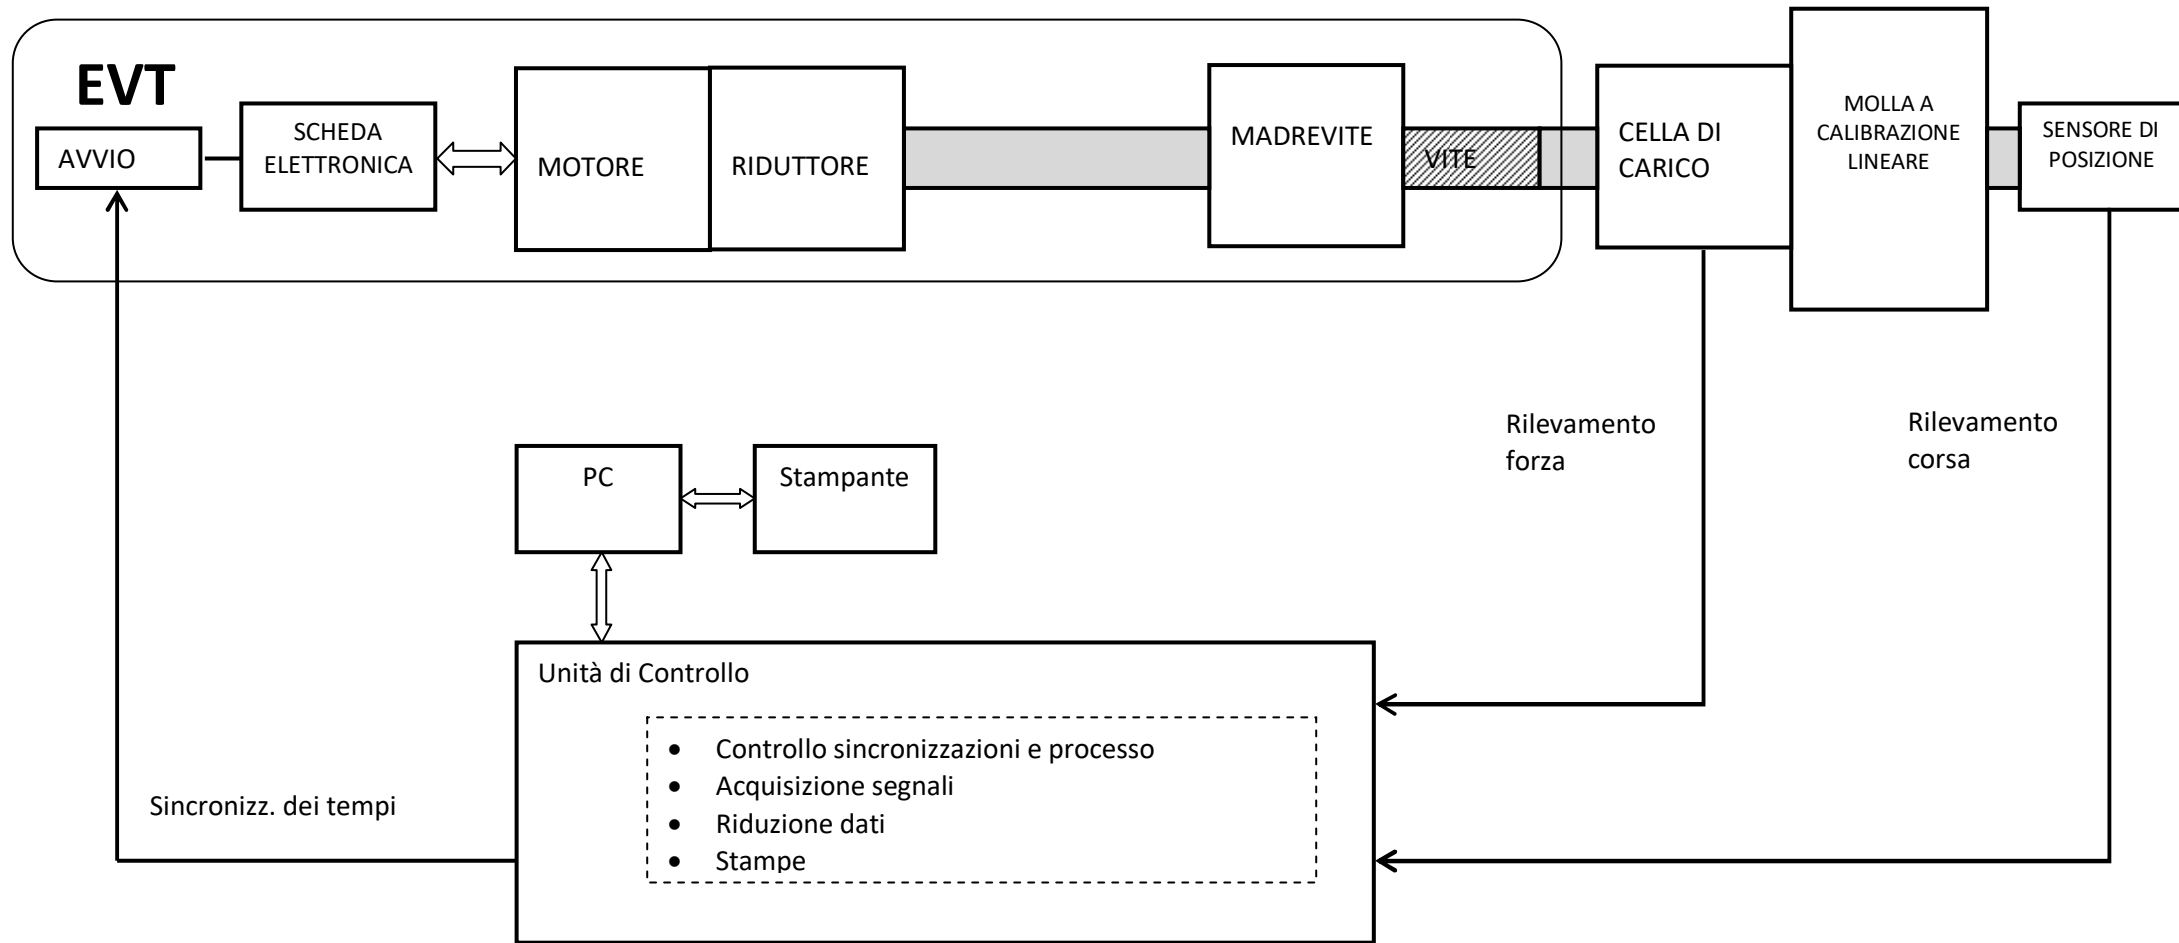 EVT
AVVIO
SCHEDA
ELETTRONICA
MOTORE
RIDUTTORE
MADREVITE
VITE
CELLA DI
CARICO
MOLLA A
CALIBRAZIONE
LINEARE
SENSORE DI
POSIZIONE
Rilevamento
forza
Rilevamento
corsa
PC
Stampante
Unità di Controllo
• Controllo sincronizzazioni e processo
• Acquisizione segnali
• Riduzione dati
• Stampe
Sincronizz. dei tempi